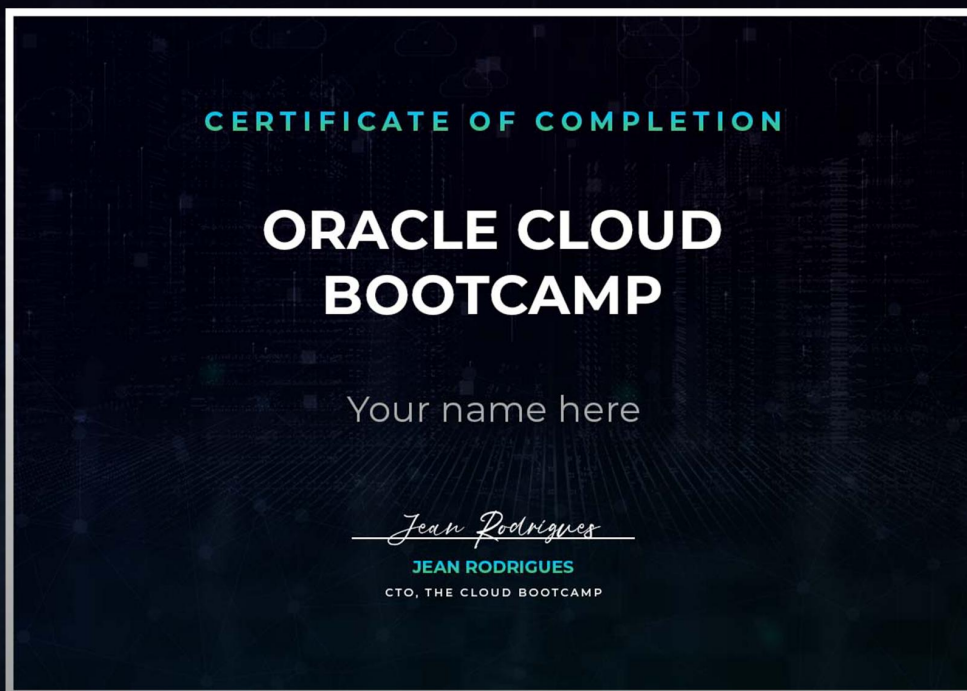 CERTIFICATE OF COMPLETION
ORACLE CLOUD
BOOTCAMP
Your name here
Jean Rodrigues
JEAN RODRIGUES
CTO, THE CLOUD BOOTCAMP